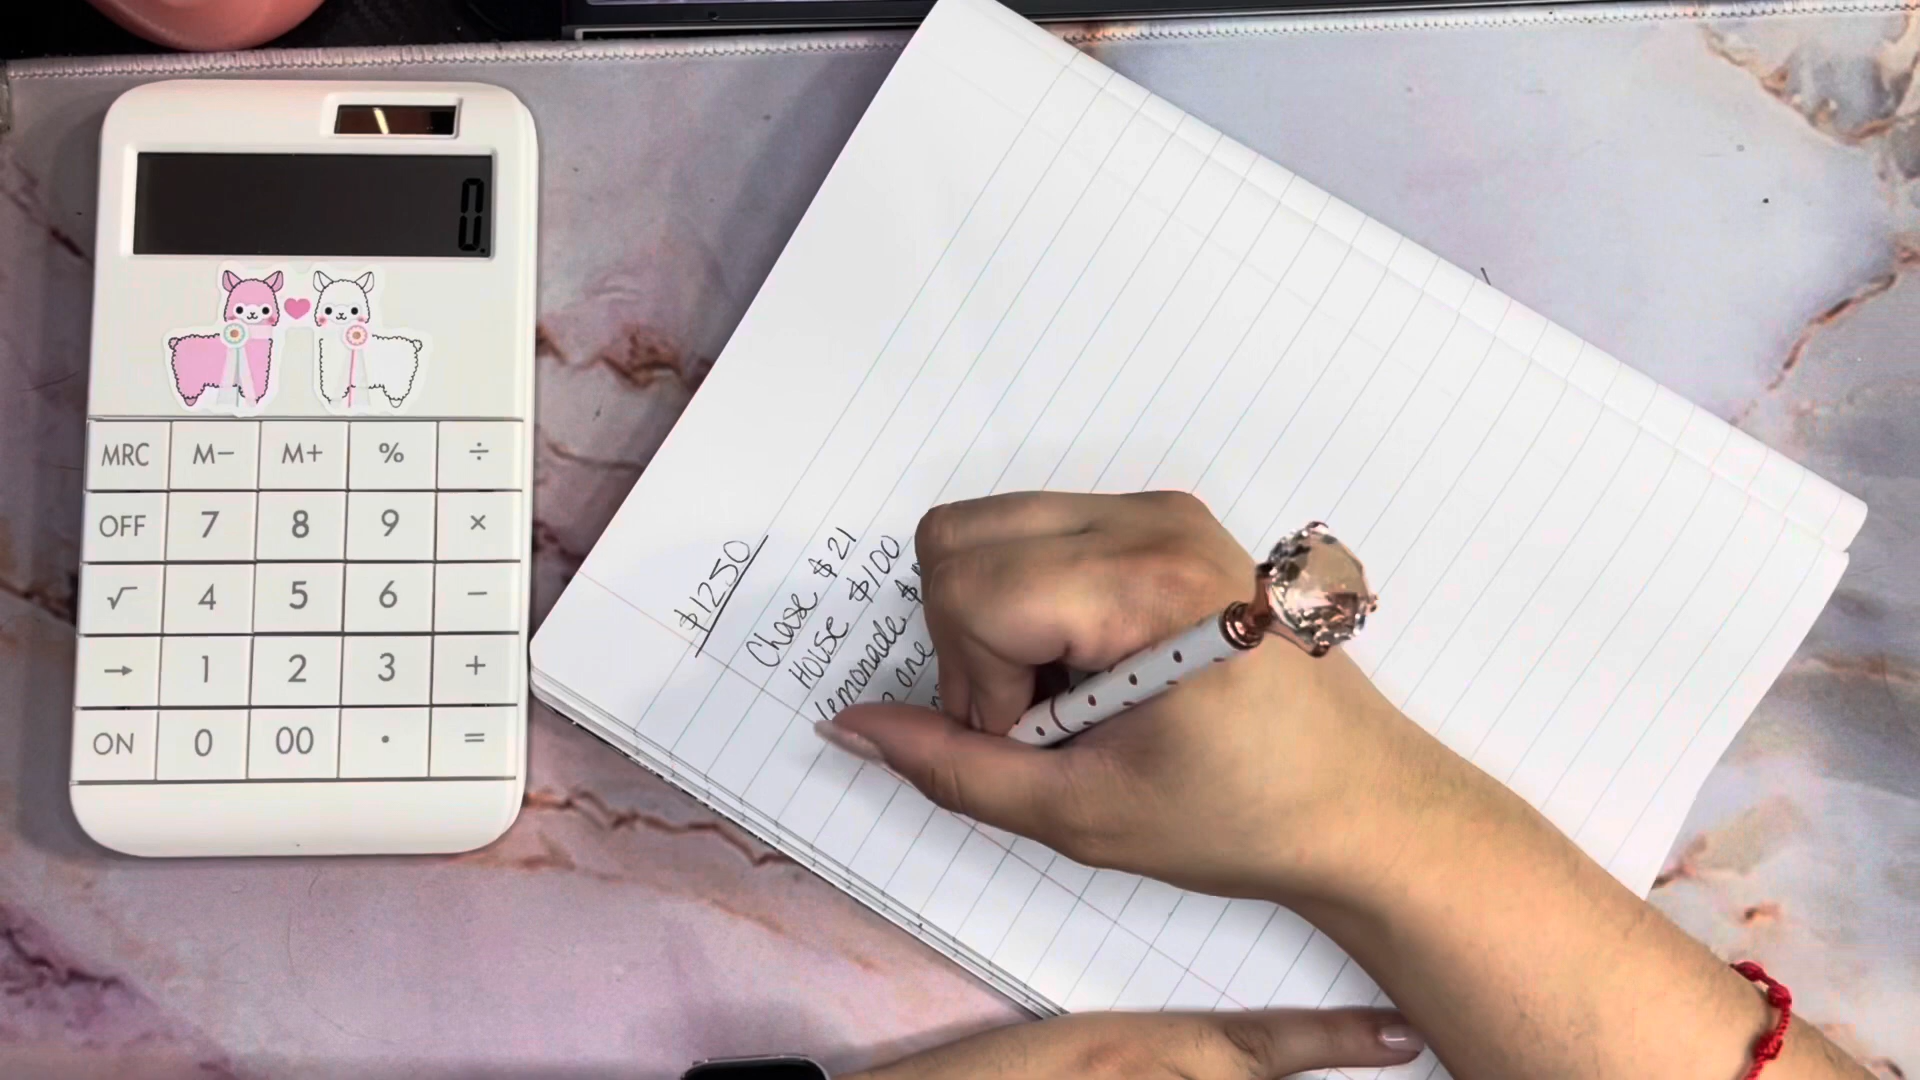 0.
MRC M− M+ % ÷
OFF 7 8 9 ×
√ 4 5 6 −
→ 1 2 3 +
ON 0 00 • =
$1250
Chase $21
House $100
Lemonade $
one